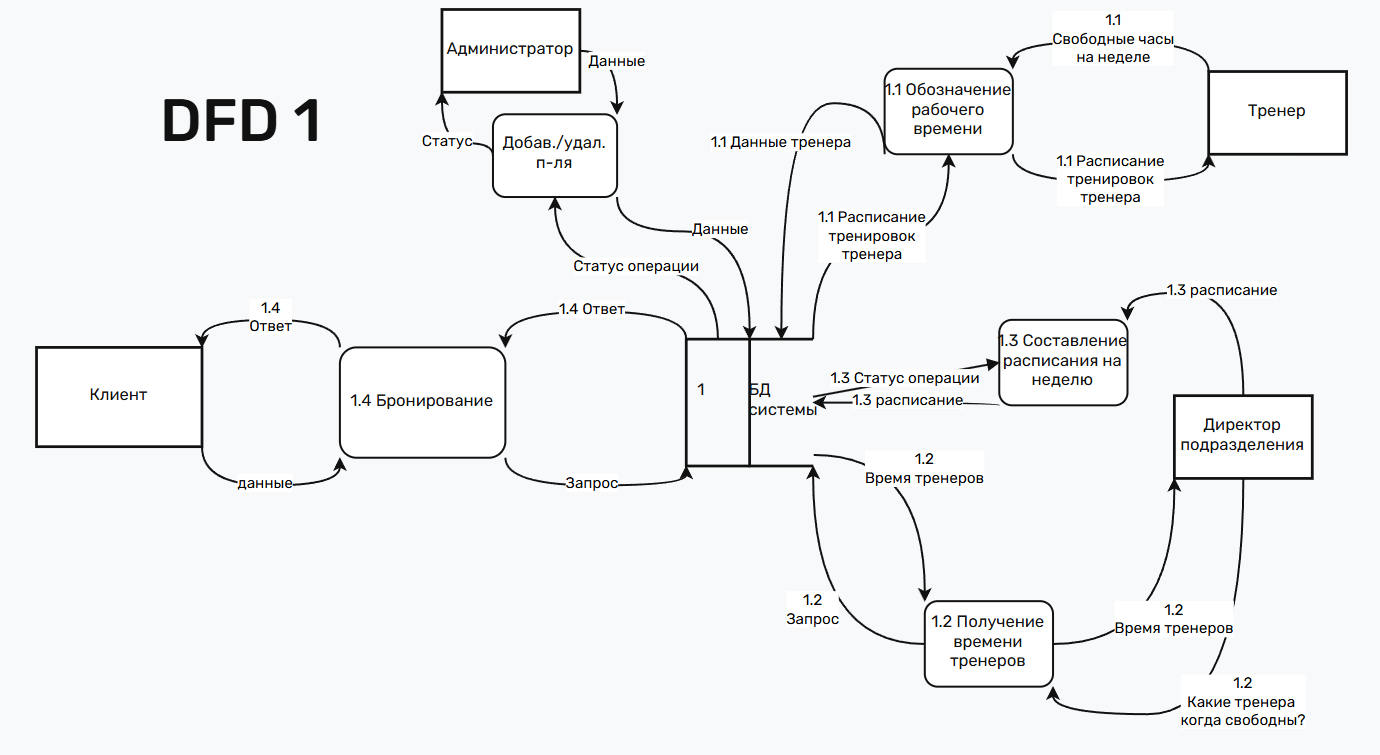 Администратор
Данные
DFD 1
Статус
Добав./удал.
п-ля
Данные
Статус операции
1.1
Свободные часы
на неделе
1.1 Обозначение
рабочего
времени
Тренер
1.1 Данные тренера
1.1 Расписание
тренировок
тренера
1.1 Расписание
тренировок
тренера
1.4
Ответ
Клиент
данные
1.4 Бронирование
1.4 Ответ
Запрос
1
БД
системы
1.3 расписание
1.3 Составление
расписания на
неделю
1.3 Статус операции
1.3 расписание
Директор
подразделения
1.2
Время тренеров
1.2
Запрос
1.2 Получение
времени
тренеров
1.2
Время тренеров
1.2
Какие тренера
когда свободны?